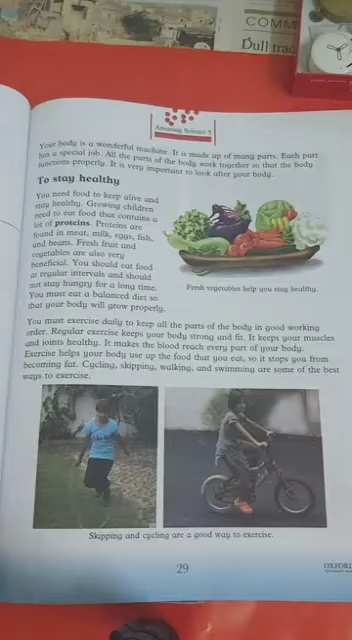 COMM
Dull trac
Amazing Science 5
Your body is a wonderful machine. It is made up of many parts. Each part
has a special job. All the parts of the body work together so that the body
functions properly. It is very important to look after your body.
To stay healthy
You need food to keep alive and
stay healthy. Growing children
need to eat food that contains a
lot of proteins. Proteins are
found in meat, milk, eggs, fish,
and beans. Fresh fruit and
vegetables are also very
beneficial. You should eat food
at regular intervals and should
not stay hungry for a long time.
You must eat a balanced diet so
that your body will grow properly.
Fresh vegetables help you stay healthy.
You must exercise daily to keep all the parts of the body in good working
order. Regular exercise keeps your body strong and fit. It keeps your muscles
and joints healthy. It makes the blood reach every part of your body.
Exercise helps your body use up the food that you eat, so it stops you from
becoming fat. Cycling, skipping, walking, and swimming are some of the best
ways to exercise.
Skipping and cycling are a good way to exercise.
29
OXFORD